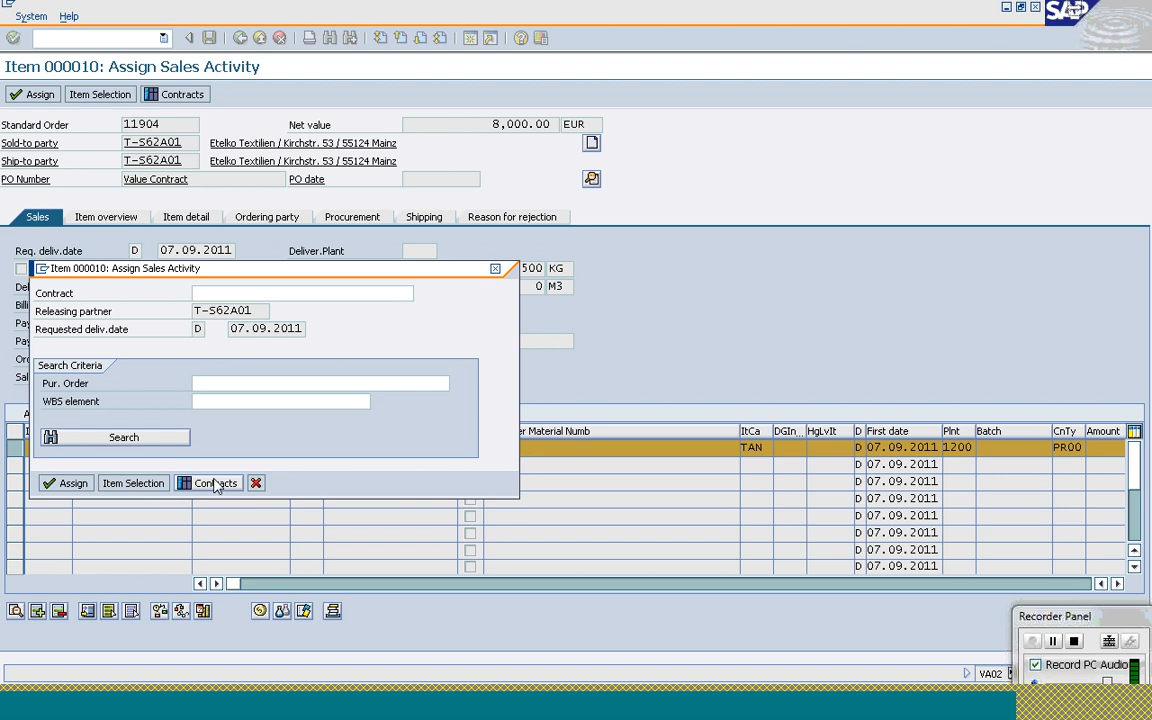 System Help
SAP
Item 000010: Assign Sales Activity
Assign Item Selection Contracts
Standard Order 11904 Net value 8,000.00 EUR
Sold-to party T-S62A01 Etelko Textilien / Kirchstr. 53 / 55124 Mainz
Ship-to party T-S62A01 Etelko Textilien / Kirchstr. 53 / 55124 Mainz
PO Number Value Contract PO date
Sales Item overview Item detail Ordering party Procurement Shipping Reason for rejection
Req. deliv.date D 07.09.2011 Deliver.Plant
Item 000010: Assign Sales Activity 500 KG
Contract 0 M3
Releasing partner T-S62A01
Requested deliv.date D 07.09.2011
Search Criteria
Pur. Order
WBS element
Search
Material Numb ItCa DGIn... HgLvIt D First date Plnt Batch CnTy Amount
TAN D 07.09.2011 1200 PR00
D 07.09.2011
D 07.09.2011
Assign Item Selection Contracts
D 07.09.2011
D 07.09.2011
D 07.09.2011
D 07.09.2011
D 07.09.2011
Recorder Panel
Record PC Audio
VA02